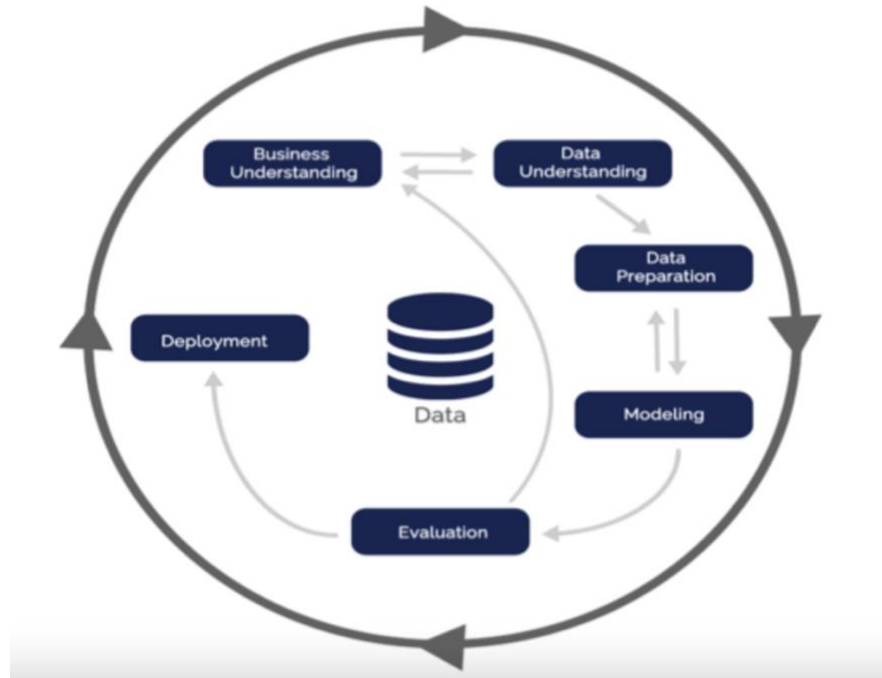 Business
Understanding
Data
Understanding
Data
Preparation
Deployment
Data
Modeling
Evaluation